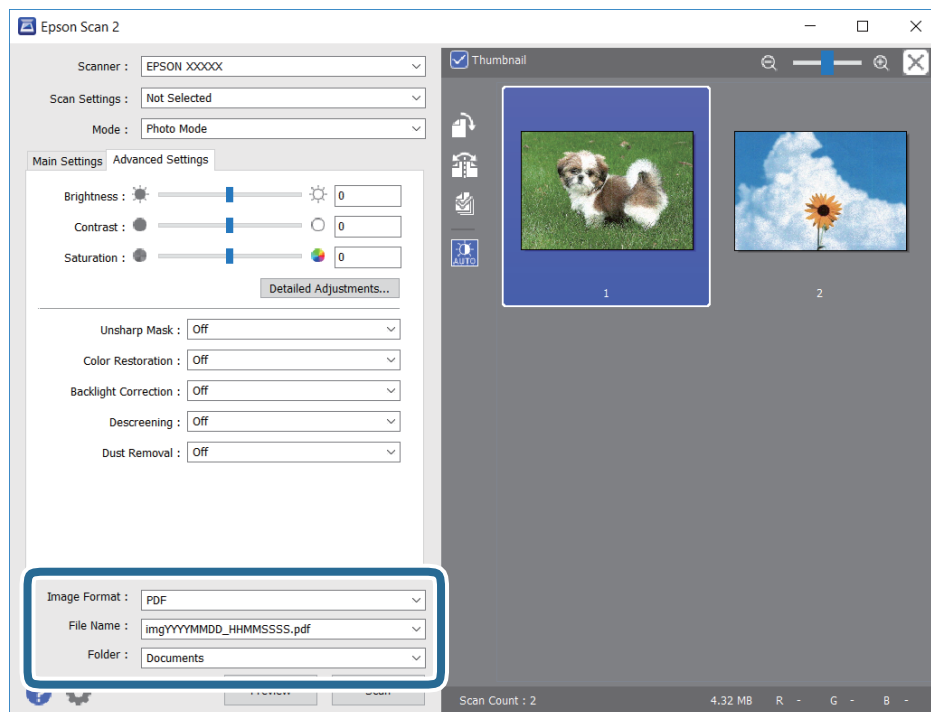 Epson Scan 2
Scanner : EPSON XXXXX
Scan Settings : Not Selected
Mode : Photo Mode
Main Settings Advanced Settings
Brightness : 0
Contrast : 0
Saturation : 0
Detailed Adjustments...
Unsharp Mask : Off
Color Restoration : Off
Backlight Correction : Off
Descreening : Off
Dust Removal : Off
Image Format : PDF
File Name : imgYYYYMMDD_HHMMSSSS.pdf
Folder : Documents
Preview Scan
Thumbnail
AUTO
1 2
Scan Count : 2 4.32 MB R - G - B -